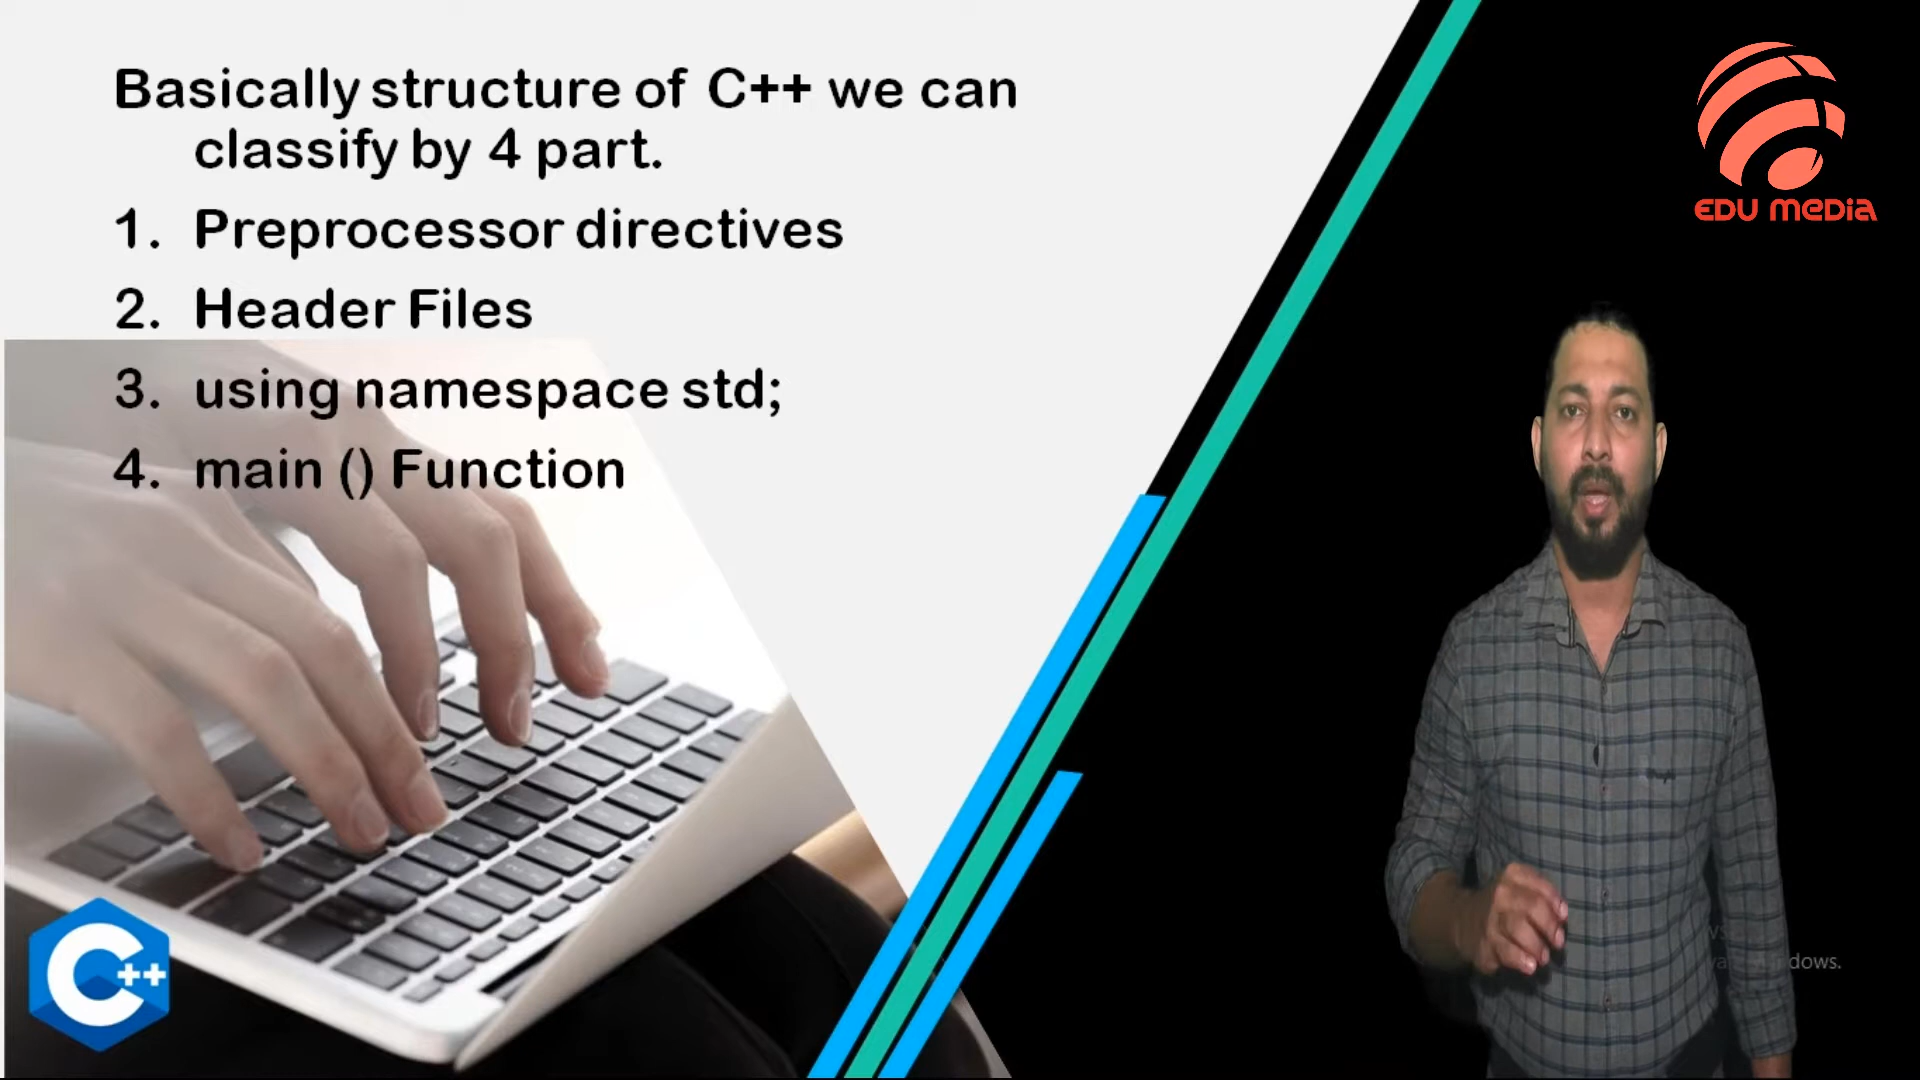 Basically structure of C++ we can
classify by 4 part.
1. Preprocessor directives
2. Header Files
3. using namespace std;
4. main () Function
EDU MEDIA
C++